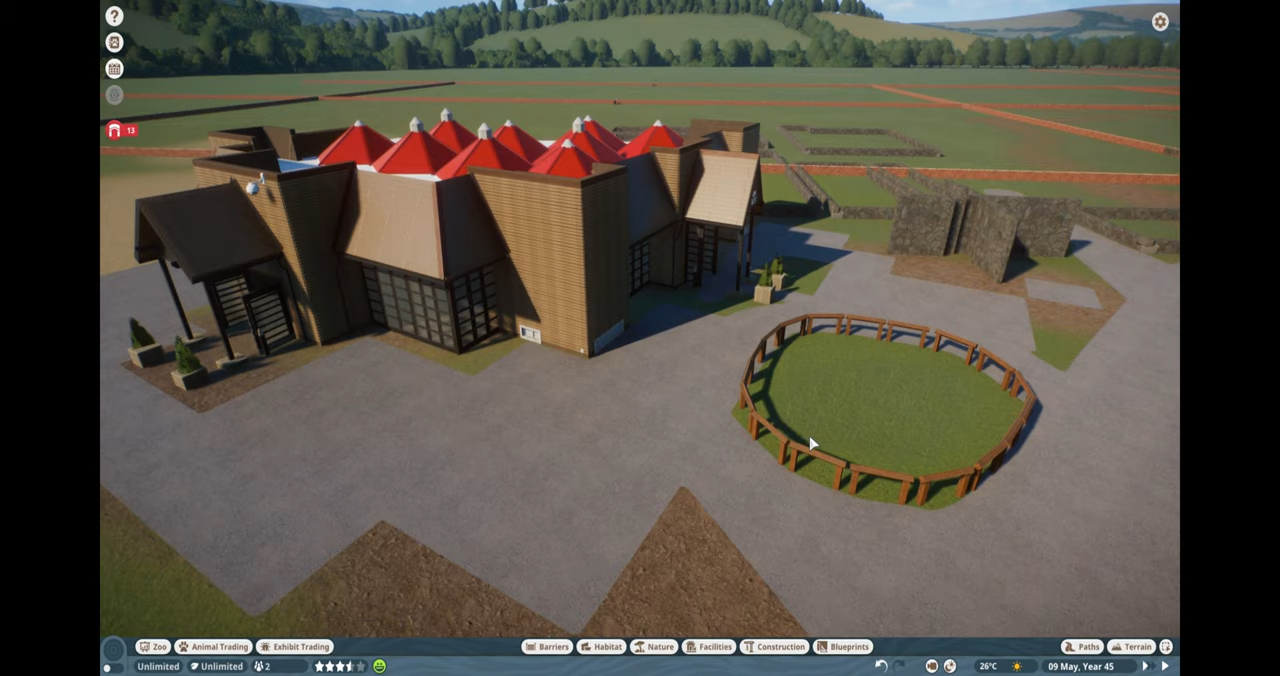 ?
13
Zoo Animal Trading Exhibit Trading Barriers Habitat Nature Facilities Construction Blueprints Paths Terrain
Unlimited Unlimited 2 26°C 09 May, Year 45